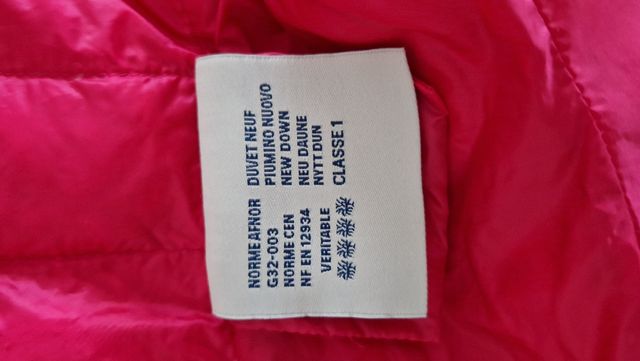 NORME AFNOR DUVET NEUF
G32-003 PIUMINO NUOVO
NORME CEN NEW DOWN
NF EN 12934 NEU DAUNE
VERITABLE NYTT DUN
CLASSE 1